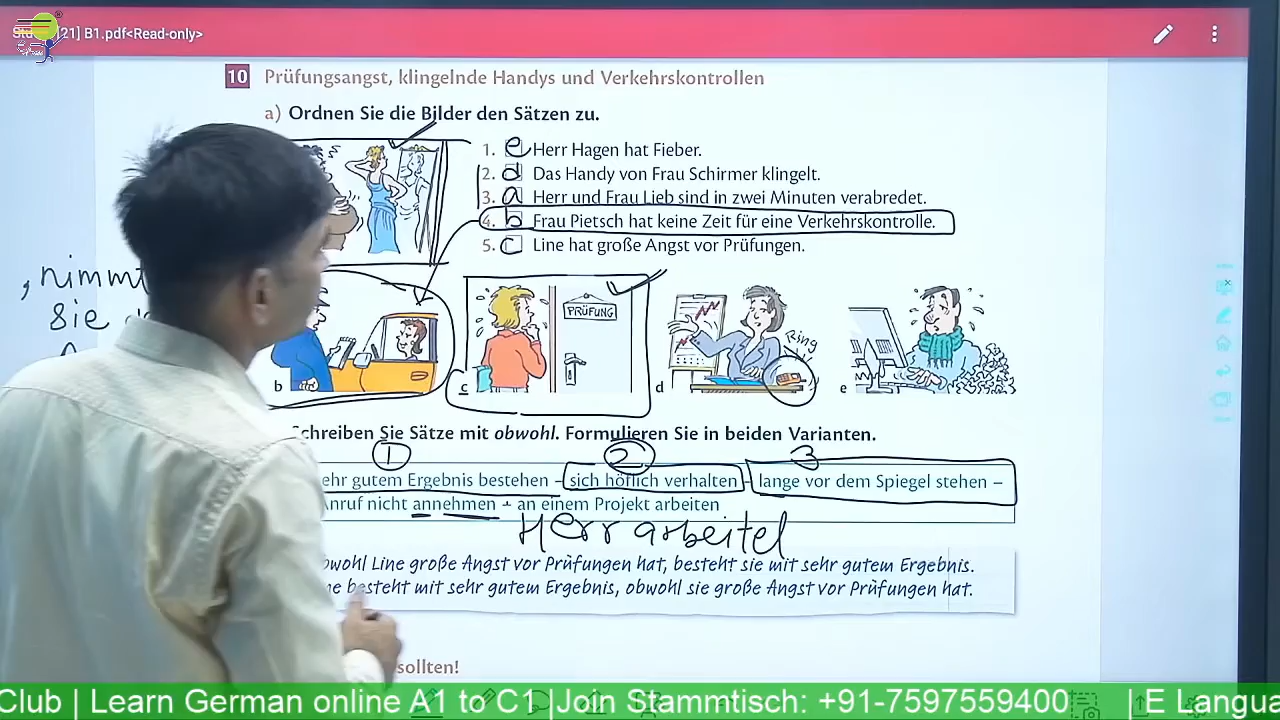 [21] B1.pdf<Read-only>
10 Prüfungsangst, klingelnde Handys und Verkehrskontrollen
a) Ordnen Sie die Bilder den Sätzen zu.
1. e Herr Hagen hat Fieber.
2. d Das Handy von Frau Schirmer klingelt.
3. a Herr und Frau Lieb sind in zwei Minuten verabredet.
4. b Frau Pietsch hat keine Zeit für eine Verkehrskontrolle.
5. c Line hat große Angst vor Prüfungen.
, nimmt
sie
PRÜFUNG
Ring
b
c
d
e
Schreiben Sie Sätze mit obwohl. Formulieren Sie in beiden Varianten.
1 2 3
ehr gutem Ergebnis bestehen – sich höflich verhalten – lange vor dem Spiegel stehen –
nruf nicht annehmen – an einem Projekt arbeiten
Herr arbeitet
bwohl Line große Angst vor Prüfungen hat, besteht sie mit sehr gutem Ergebnis.
ne besteht mit sehr gutem Ergebnis, obwohl sie große Angst vor Prüfungen hat.
sollten!
Club | Learn German online A1 to C1 |Join Stammtisch: +91-7597559400 | E Langua